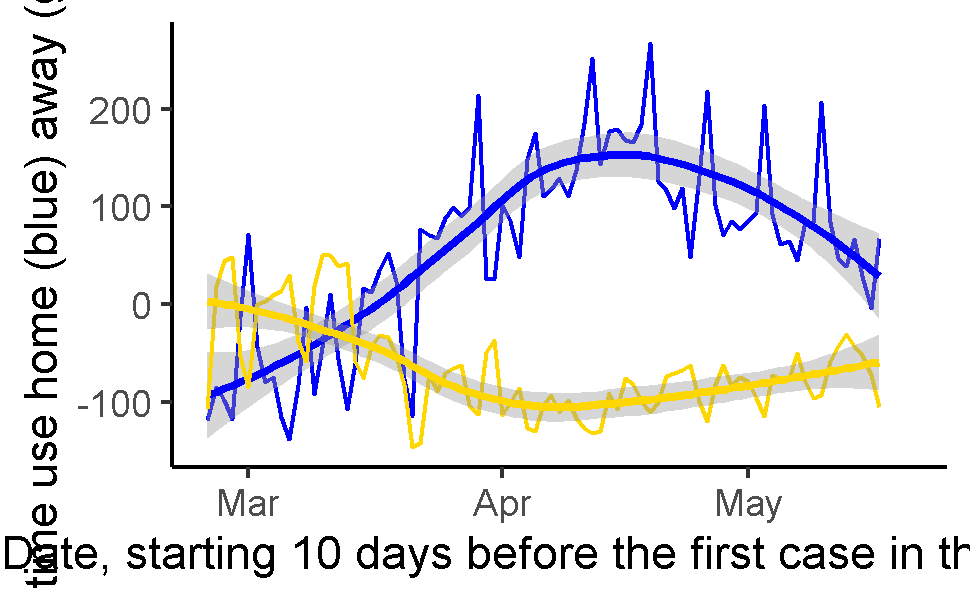 time use home (blue) away (
200
100
0
-100
Mar Apr May
Date, starting 10 days before the first case in th